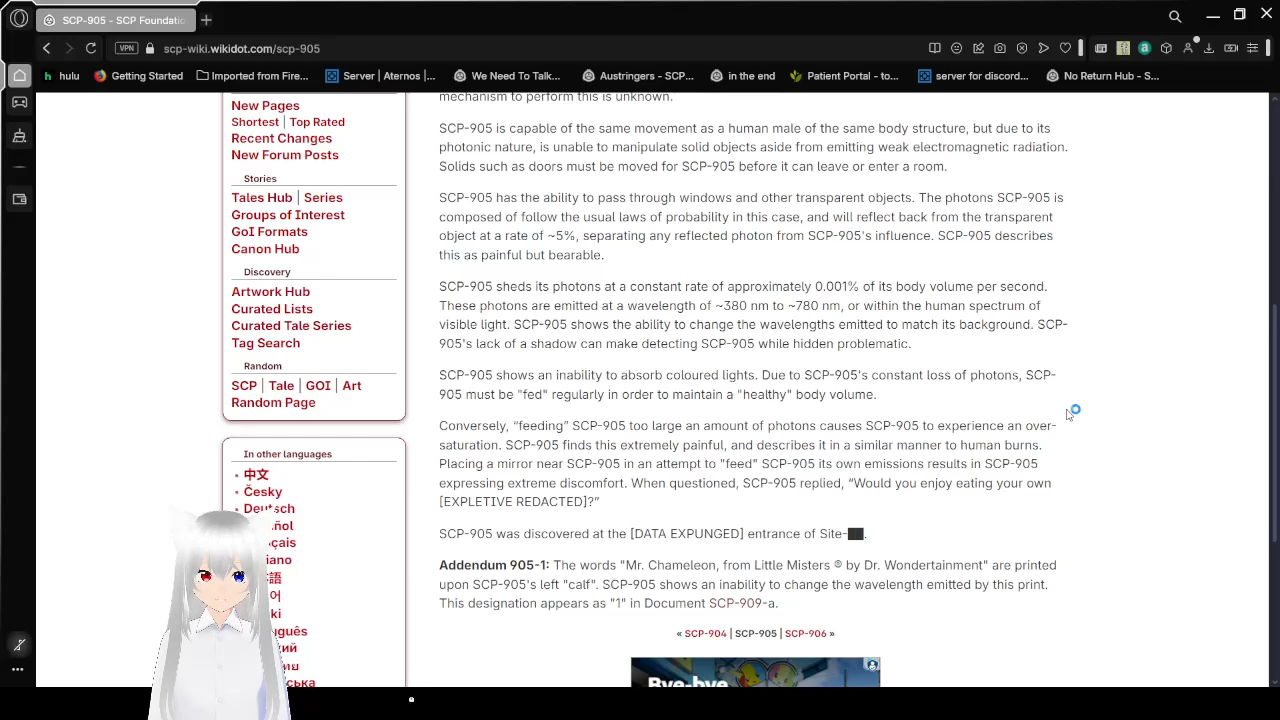 SCP-905 - SCP Foundatio
scp-wiki.wikidot.com/scp-905
VPN
hulu
Getting Started
Imported from Fire...
Server | Aternos |...
We Need To Talk...
Austringers - SCP...
in the end
Patient Portal - to...
server for discord...
No Return Hub - S...
New Pages
Shortest | Top Rated
Recent Changes
New Forum Posts
Stories
Tales Hub | Series
Groups of Interest
GoI Formats
Canon Hub
Discovery
Artwork Hub
Curated Lists
Curated Tale Series
Tag Search
Random
SCP | Tale | GOI | Art
Random Page
In other languages
中文
Česky
Deutsch
mechanism to perform this is unknown.
SCP-905 is capable of the same movement as a human male of the same body structure, but due to its
photonic nature, is unable to manipulate solid objects aside from emitting weak electromagnetic radiation.
Solids such as doors must be moved for SCP-905 before it can leave or enter a room.
SCP-905 has the ability to pass through windows and other transparent objects. The photons SCP-905 is
composed of follow the usual laws of probability in this case, and will reflect back from the transparent
object at a rate of ~5%, separating any reflected photon from SCP-905's influence. SCP-905 describes
this as painful but bearable.
SCP-905 sheds its photons at a constant rate of approximately 0.001% of its body volume per second.
These photons are emitted at a wavelength of ~380 nm to ~780 nm, or within the human spectrum of
visible light. SCP-905 shows the ability to change the wavelengths emitted to match its background. SCP-
905's lack of a shadow can make detecting SCP-905 while hidden problematic.
SCP-905 shows an inability to absorb coloured lights. Due to SCP-905's constant loss of photons, SCP-
905 must be "fed" regularly in order to maintain a "healthy" body volume.
Conversely, “feeding” SCP-905 too large an amount of photons causes SCP-905 to experience an over-
saturation. SCP-905 finds this extremely painful, and describes it in a similar manner to human burns.
Placing a mirror near SCP-905 in an attempt to "feed" SCP-905 its own emissions results in SCP-905
expressing extreme discomfort. When questioned, SCP-905 replied, “Would you enjoy eating your own
[EXPLETIVE REDACTED]?”
SCP-905 was discovered at the [DATA EXPUNGED] entrance of Site-██.
Addendum 905-1: The words "Mr. Chameleon, from Little Misters ® by Dr. Wondertainment" are printed
upon SCP-905's left "calf". SCP-905 shows an inability to change the wavelength emitted by this print.
This designation appears as "1" in Document SCP-909-a.
« SCP-904 | SCP-905 | SCP-906 »
Bye-bye